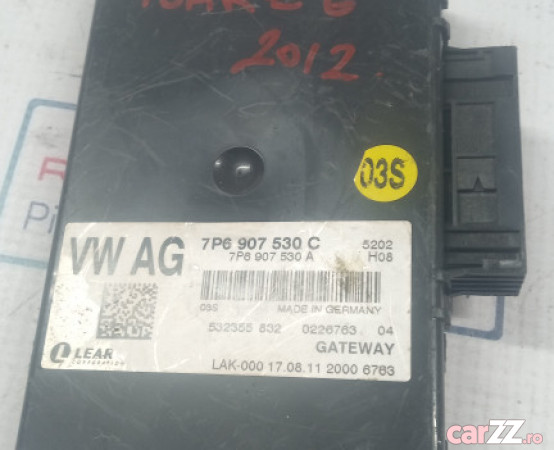 2012
03S
VW AG
7P6 907 530 C 5202
7P6 907 530 A H08
03S MADE IN GERMANY
532355 832 0226763 04
GATEWAY
LEAR
CORPORATION
LAK-000 17.08.11 2000 6763
carzz.ro